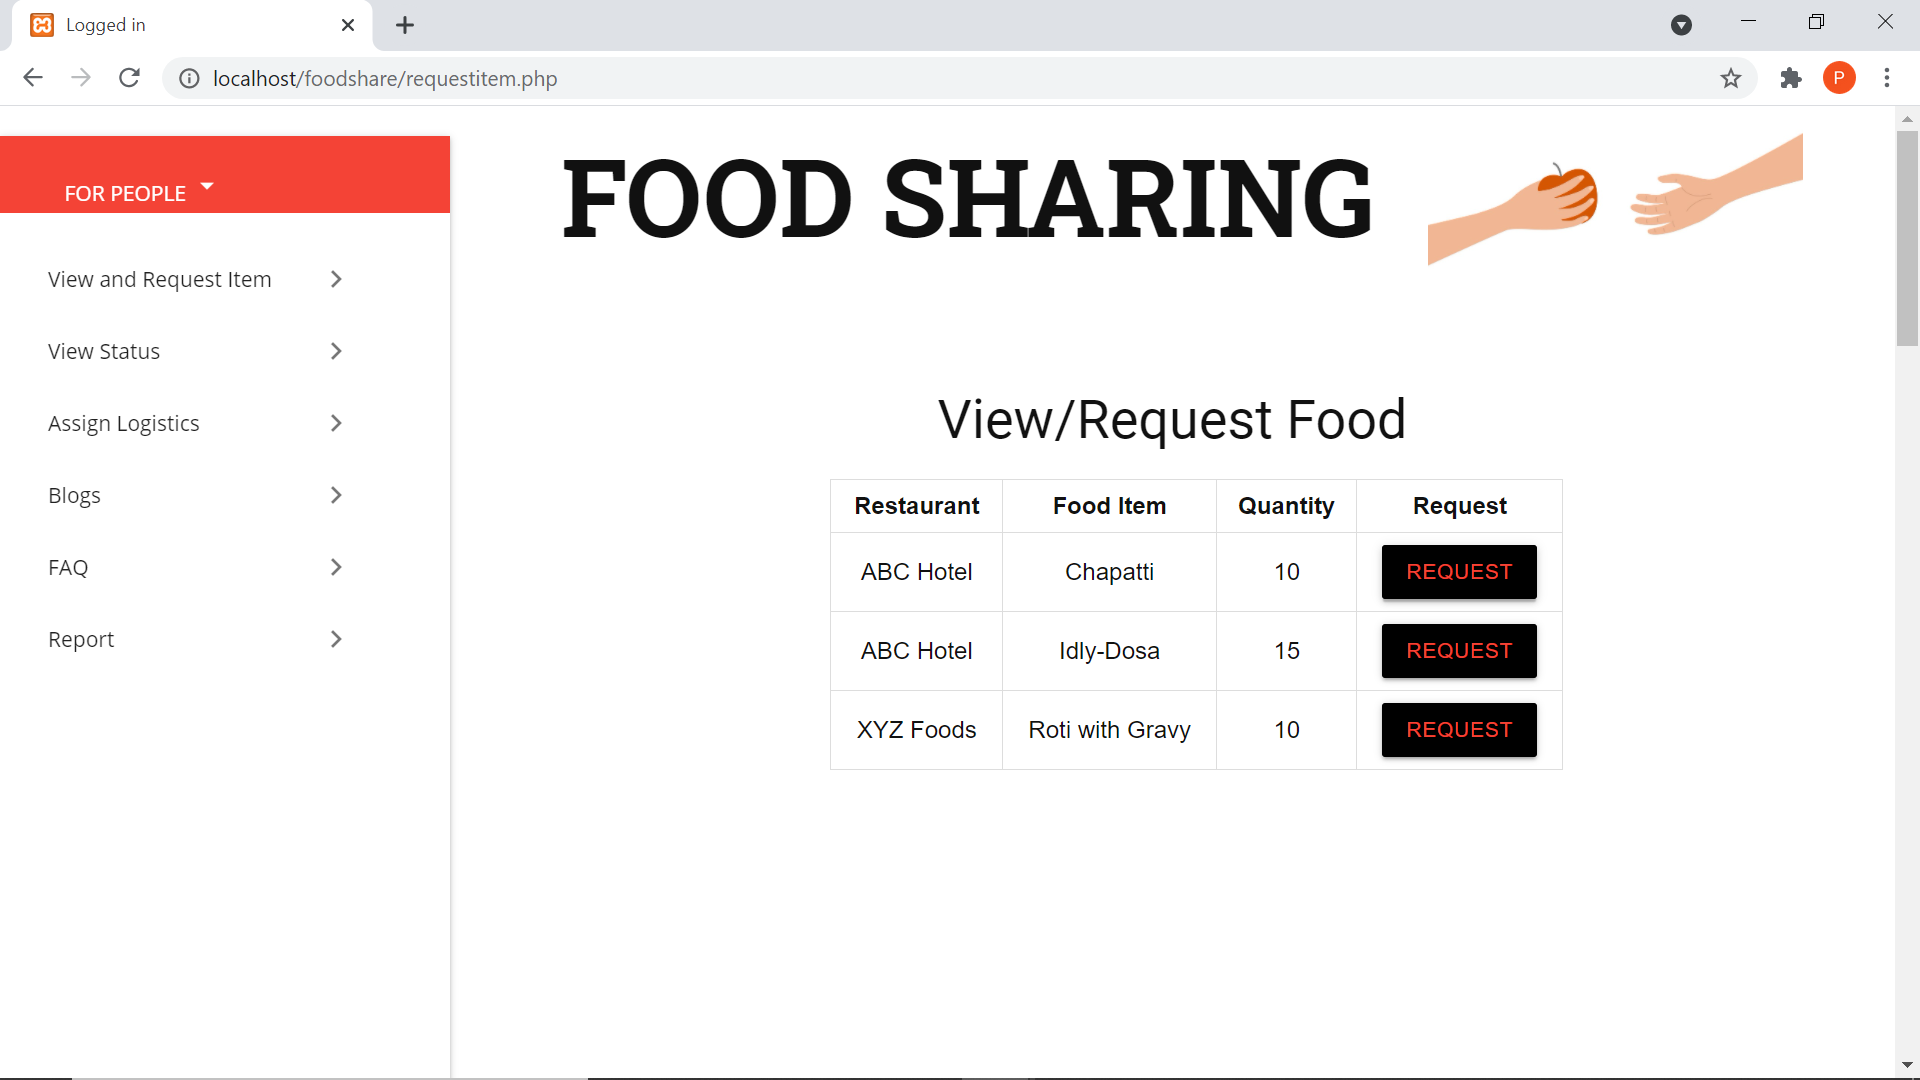 Logged in
localhost/foodshare/requestitem.php
P
FOR PEOPLE
FOOD SHARING
View and Request Item
View Status
Assign Logistics
Blogs
FAQ
Report
View/Request Food
Restaurant Food Item Quantity Request
ABC Hotel Chapatti 10 REQUEST
ABC Hotel Idly-Dosa 15 REQUEST
XYZ Foods Roti with Gravy 10 REQUEST